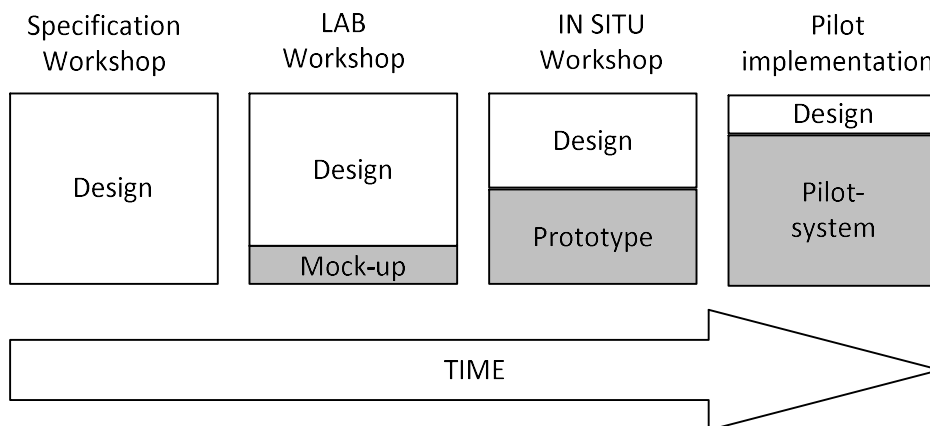 Specification
Workshop
LAB
Workshop
IN SITU
Workshop
Pilot
implementation
Design
Design
Mock-up
Design
Prototype
Design
Pilot-
system
TIME